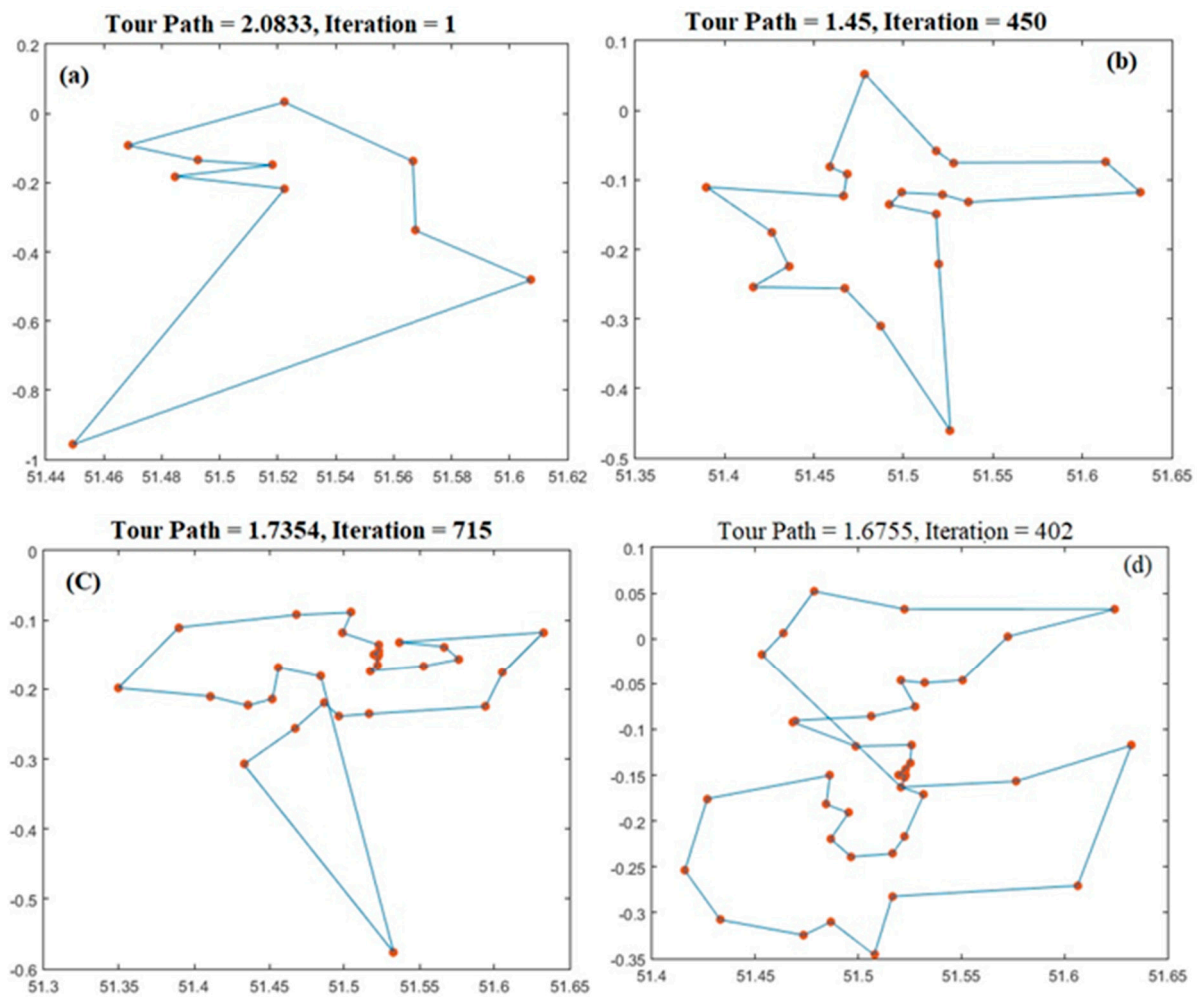 Tour Path = 2.0833, Iteration = 1
(a)
0.2
0
-0.2
-0.4
-0.6
-0.8
-1
51.44 51.46 51.48 51.5 51.52 51.54 51.56 51.58 51.6 51.62
Tour Path = 1.45, Iteration = 450
(b)
0.1
0
-0.1
-0.2
-0.3
-0.4
-0.5
51.35 51.4 51.45 51.5 51.55 51.6 51.65
Tour Path = 1.7354, Iteration = 715
(C)
0
-0.1
-0.2
-0.3
-0.4
-0.5
-0.6
51.3 51.35 51.4 51.45 51.5 51.55 51.6 51.65
Tour Path = 1.6755, Iteration = 402
(d)
0.1
0.05
0
-0.05
-0.1
-0.15
-0.2
-0.25
-0.3
-0.35
51.4 51.45 51.5 51.55 51.6 51.65